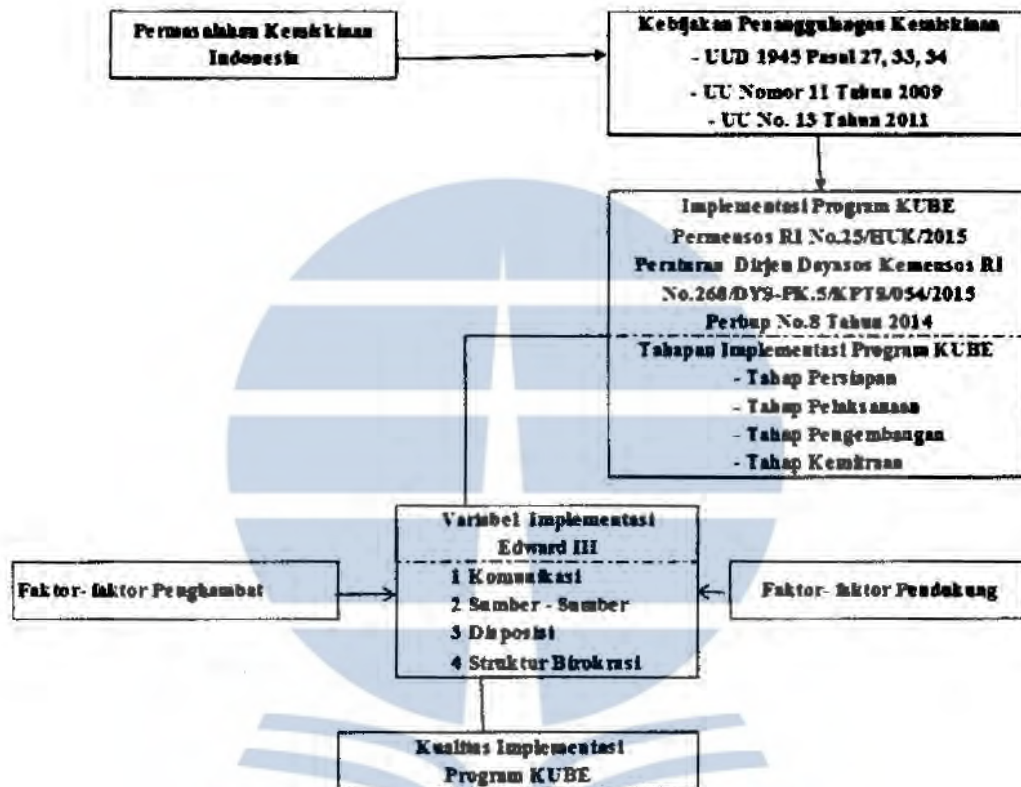 Permasalahan Kemiskinan
Indonesia
Kebijakan Penanggulangan Kemiskinan
- UUD 1945 Pasal 27, 33, 34
- UU Nomor 11 Tahun 2009
- UU No. 13 Tahun 2011
Implementasi Program KUBE
Permensos RI No.25/HUK/2015
Peraturan Dirjen Dayasos Kemensos RI
No.268/DYS-PK.5/KPTS/054/2015
Perbup No.8 Tahun 2014
Tahapan Implementasi Program KUBE
- Tahap Persiapan
- Tahap Pelaksanaan
- Tahap Pengembangan
- Tahap Kemitraan
Variabel Implementasi
Edward III
1 Komunikasi
2 Sumber - Sumber
3 Disposisi
4 Struktur Birokrasi
Faktor- faktor Penghambat
Faktor- faktor Pendukung
Kualitas Implementasi
Program KUBE